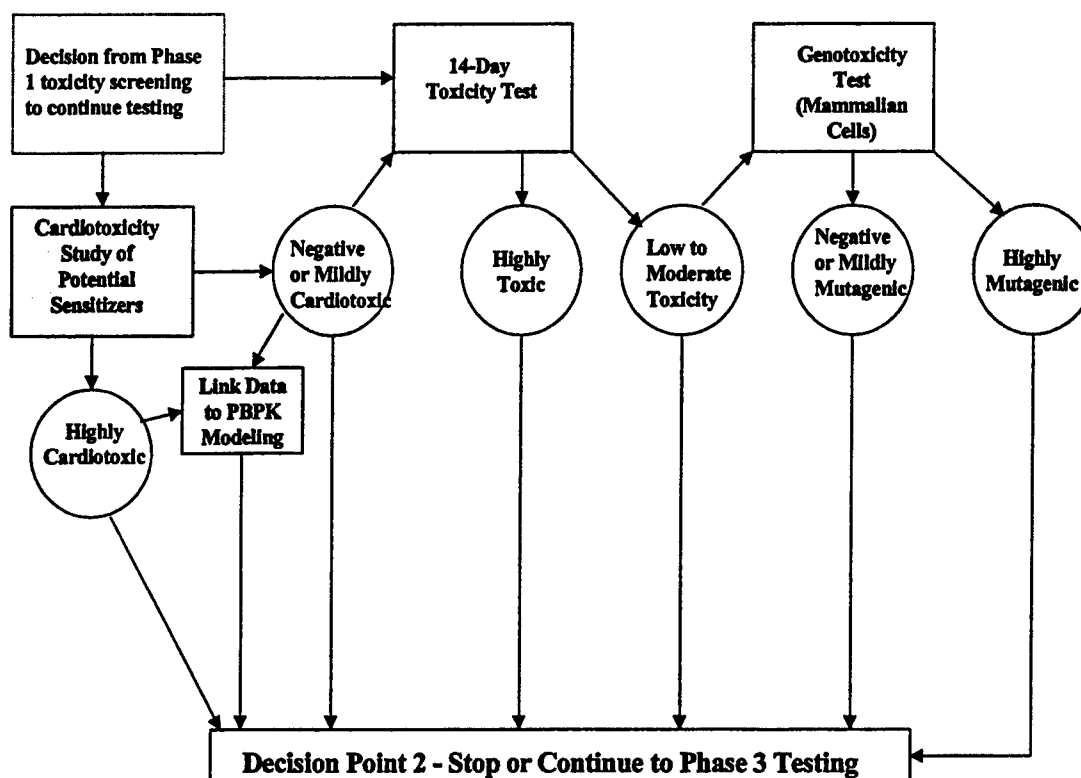 Decision from Phase
1 toxicity screening
to continue testing
14-Day
Toxicity Test
Genotoxicity
Test
(Mammalian
Cells)
Cardiotoxicity
Study of
Potential
Sensitizers
Negative
or Mildly
Cardiotoxic
Highly
Toxic
Low to
Moderate
Toxicity
Negative
or Mildly
Mutagenic
Highly
Mutagenic
Link Data
to PBPK
Modeling
Highly
Cardiotoxic
Decision Point 2 - Stop or Continue to Phase 3 Testing